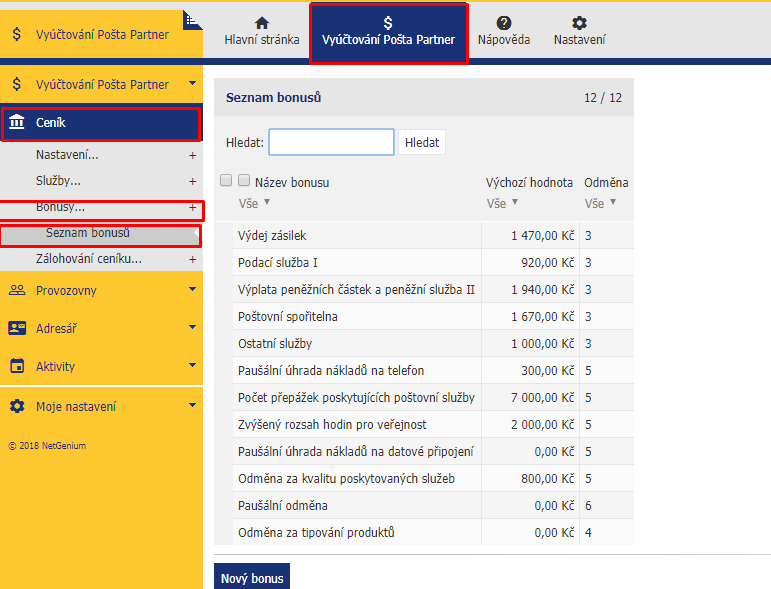 $ Vyúčtování Pošta Partner
Hlavní stránka
$ Vyúčtování Pošta Partner
? Nápověda
Nastavení
$ Vyúčtování Pošta Partner
Ceník
Nastavení... +
Služby... +
Bonusy... +
Seznam bonusů
Zálohování ceníku... +
Provozovny
Adresář
Aktivity
Moje nastavení
© 2018 NetGenium
Seznam bonusů 12 / 12
Hledat: Hledat
Název bonusu Výchozí hodnota Odměna
Vše Vše Vše
Výdej zásilek 1 470,00 Kč 3
Podací služba I 920,00 Kč 3
Výplata peněžních částek a peněžní služba II 1 940,00 Kč 3
Poštovní spořitelna 1 670,00 Kč 3
Ostatní služby 1 000,00 Kč 3
Paušální úhrada nákladů na telefon 300,00 Kč 5
Počet přepážek poskytujících poštovní služby 7 000,00 Kč 5
Zvýšený rozsah hodin pro veřejnost 2 000,00 Kč 5
Paušální úhrada nákladů na datové připojení 0,00 Kč 5
Odměna za kvalitu poskytovaných služeb 800,00 Kč 5
Paušální odměna 0,00 Kč 6
Odměna za tipování produktů 0,00 Kč 4
Nový bonus